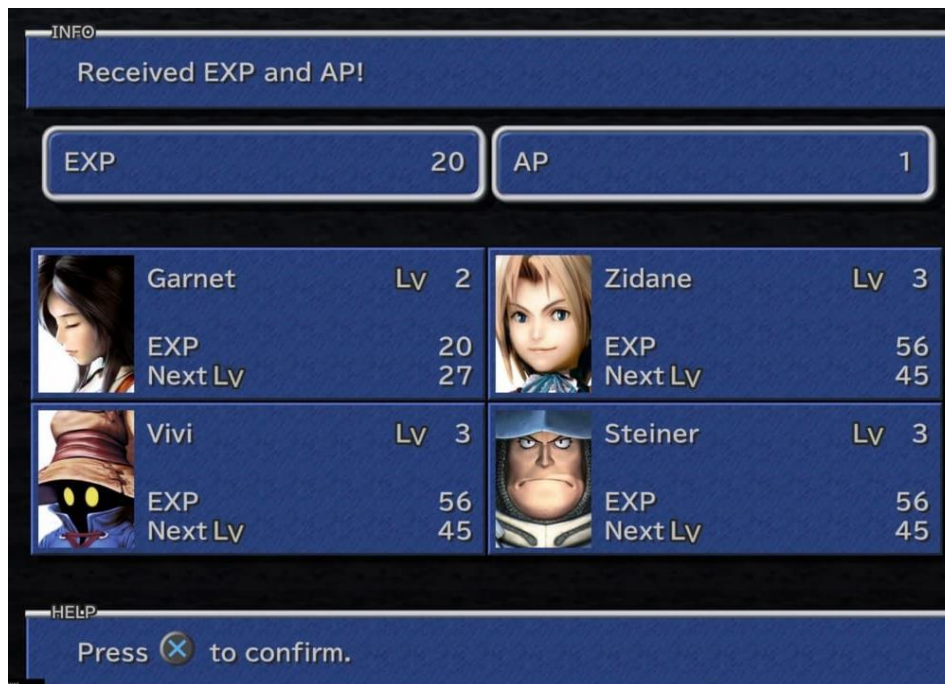 INFO
Received EXP and AP!
EXP 20
AP 1
Garnet Lv 2
EXP 20
Next Lv 27
Zidane Lv 3
EXP 56
Next Lv 45
Vivi Lv 3
EXP 56
Next Lv 45
Steiner Lv 3
EXP 56
Next Lv 45
HELP
Press to confirm.